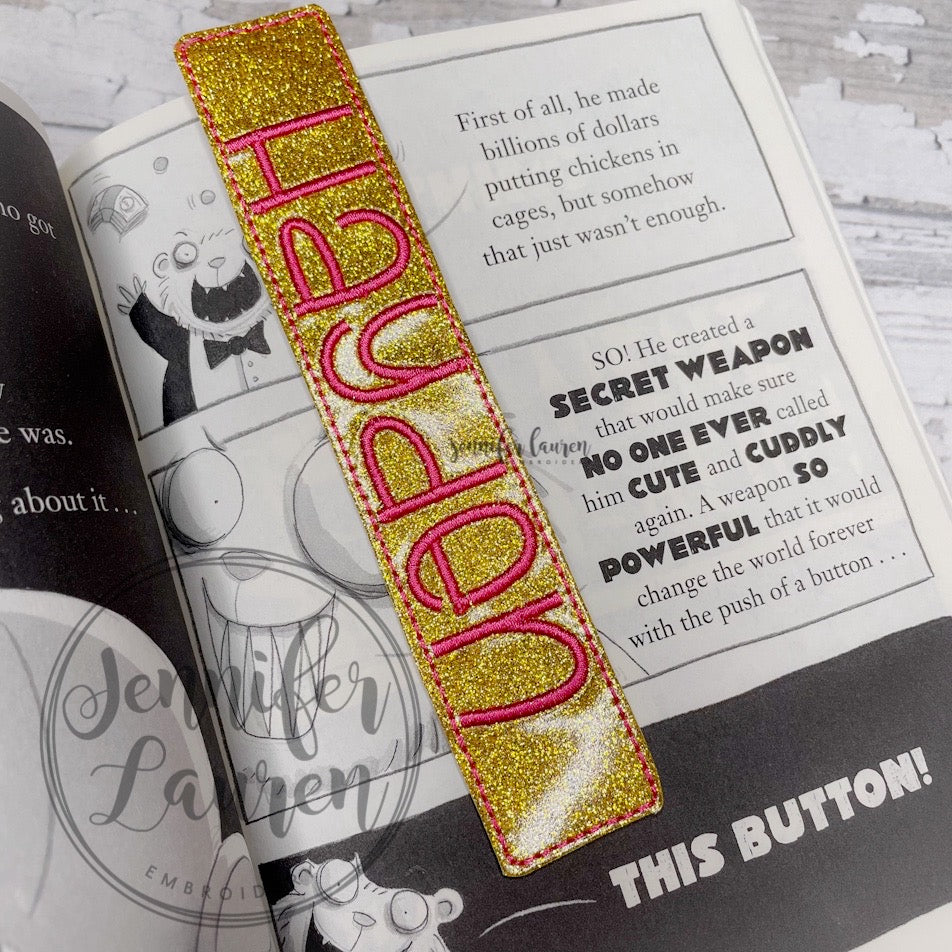 Hayden
First of all, he made
billions of dollars
putting chickens in
cages, but somehow
that just wasn't enough.
SO! He created a
SECRET WEAPON
that would make sure
NO ONE EVER called
him CUTE and CUDDLY
again. A weapon SO
POWERFUL that it would
change the world forever
with the push of a button . . .
THIS BUTTON!
got
was.
about it . . .
Jennifer Lauren
Jennifer
Lauren